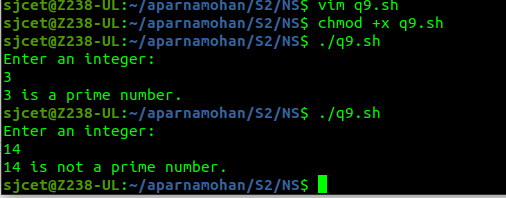 sjcet@Z238-UL:~/aparnamohan/S2/NS$ vim q9.sh
sjcet@Z238-UL:~/aparnamohan/S2/NS$ chmod +x q9.sh
sjcet@Z238-UL:~/aparnamohan/S2/NS$ ./q9.sh
Enter an integer:
3
3 is a prime number.
sjcet@Z238-UL:~/aparnamohan/S2/NS$ ./q9.sh
Enter an integer:
14
14 is not a prime number.
sjcet@Z238-UL:~/aparnamohan/S2/NS$